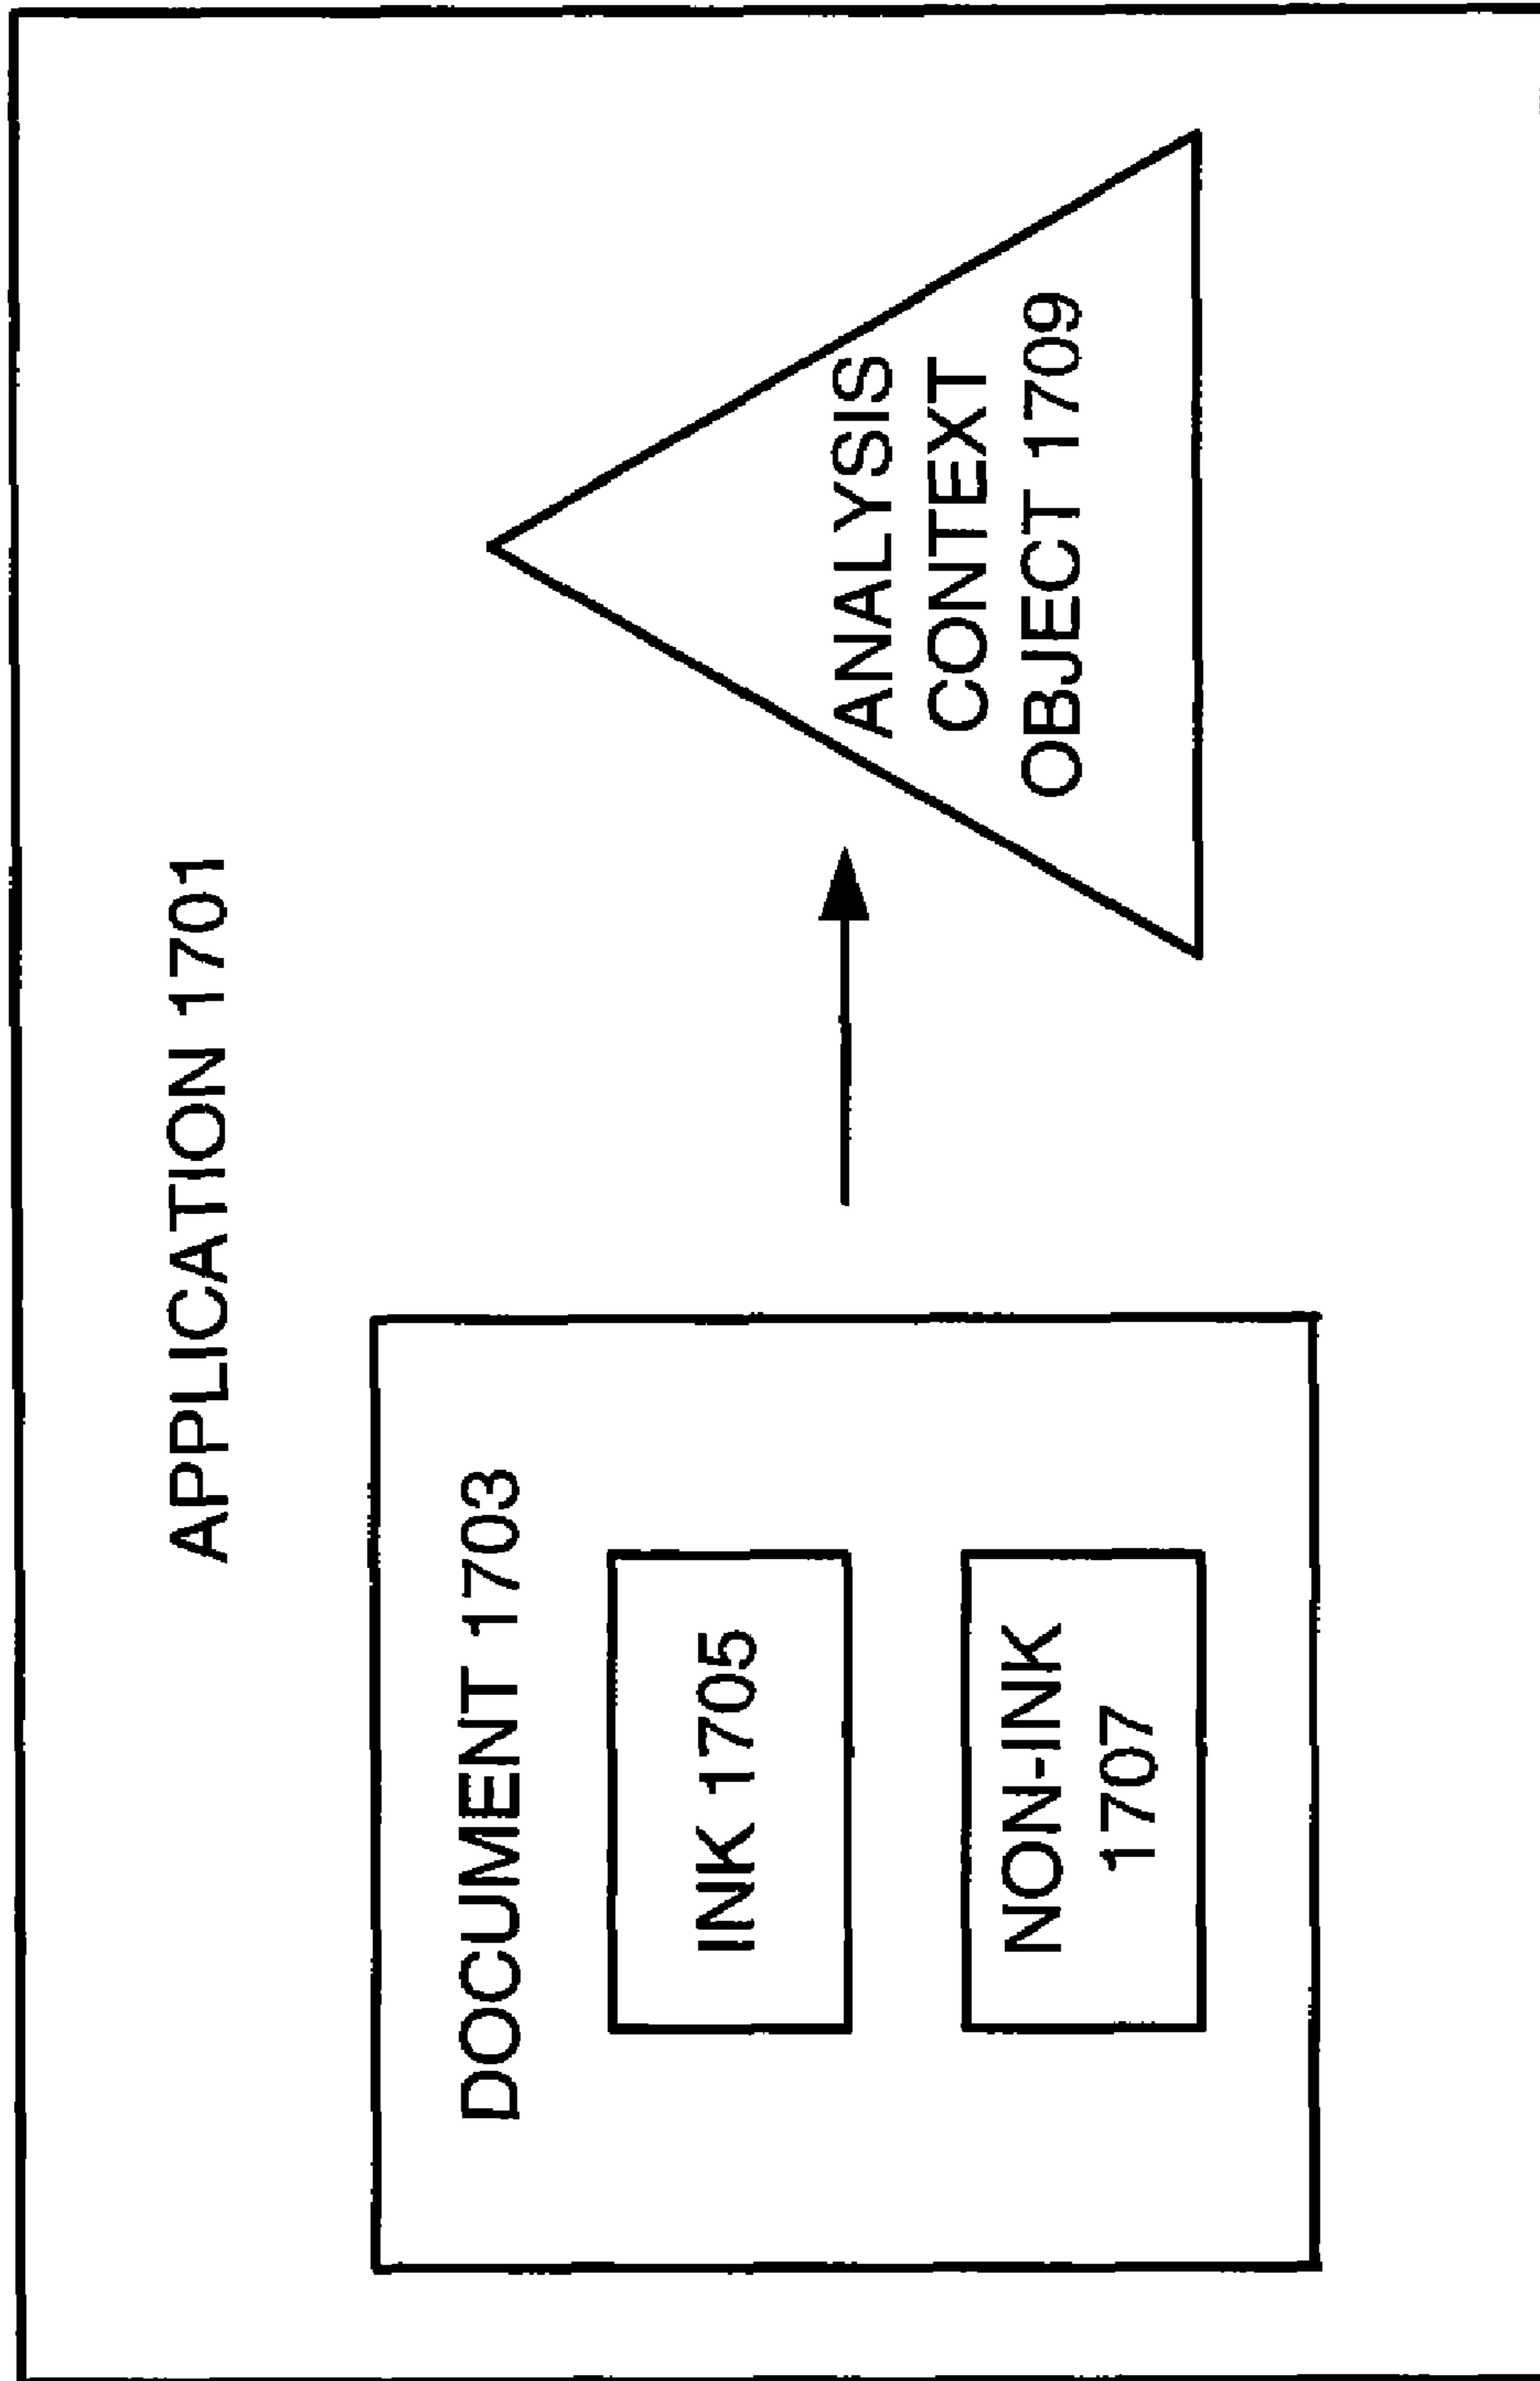 APPLICATION 1701
DOCUMENT 1703
INK 1705
NON-INK
1707
ANALYSIS
CONTEXT
OBJECT 1709